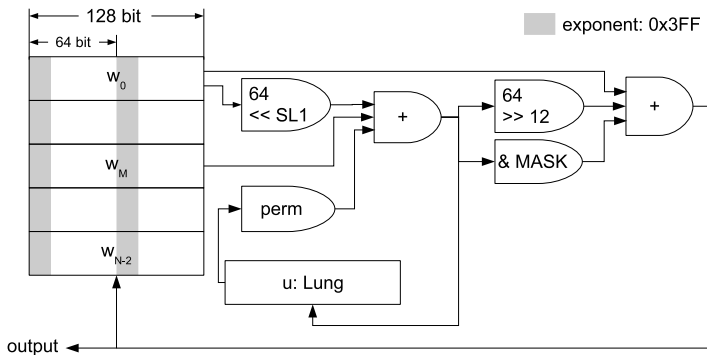 128 bit
exponent: 0x3FF
64 bit
w0
64
<< SL1
+
64
>> 12
+
wM
& MASK
perm
wN-2
u: Lung
output